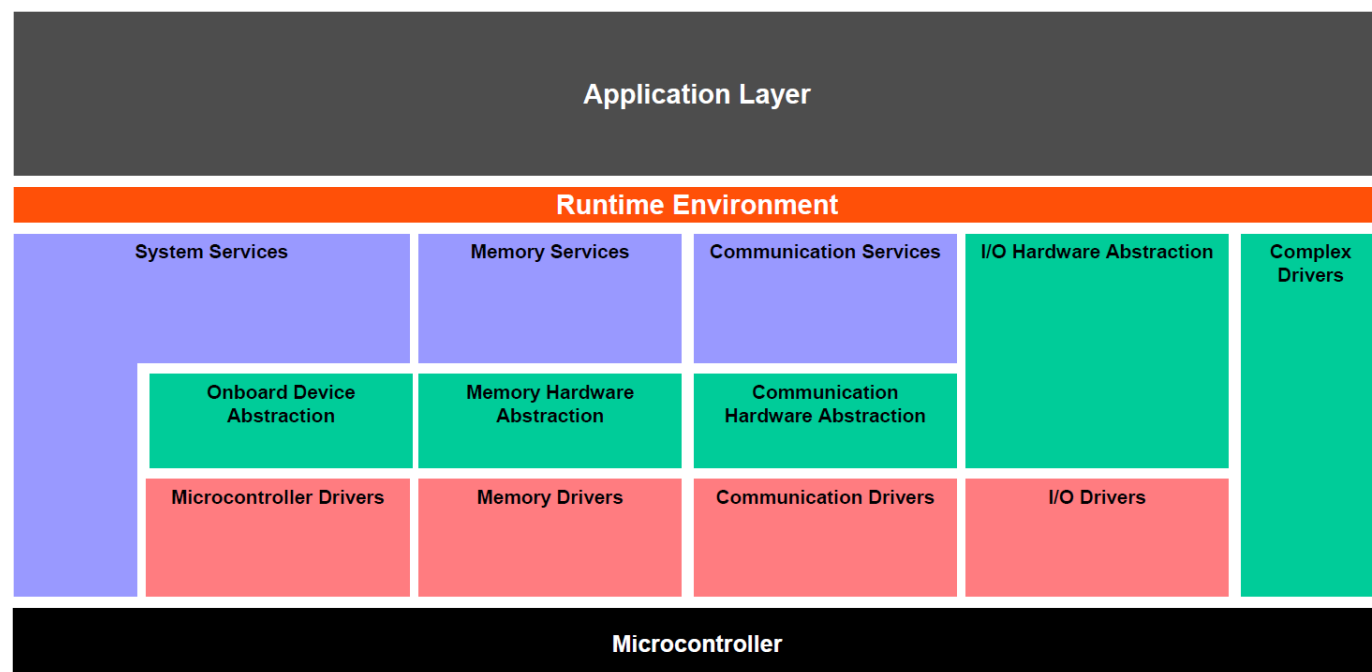 Application Layer
Runtime Environment
System Services
Memory Services
Communication Services
I/O Hardware Abstraction
Complex
Drivers
Onboard Device
Abstraction
Memory Hardware
Abstraction
Communication
Hardware Abstraction
Microcontroller Drivers
Memory Drivers
Communication Drivers
I/O Drivers
Microcontroller